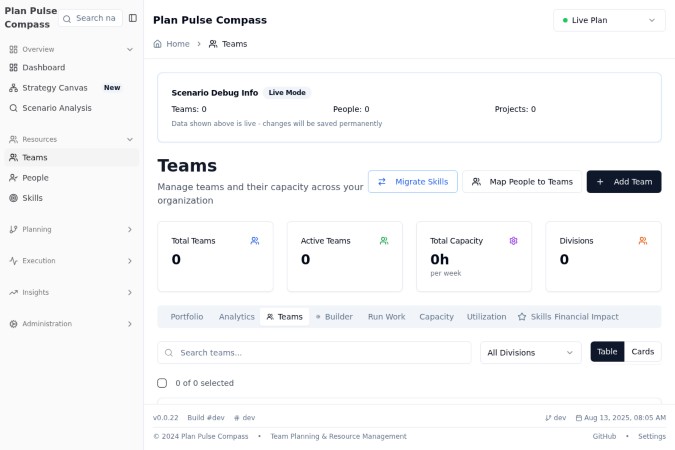 Plan Pulse Compass
Search na
Overview
Dashboard
Strategy Canvas New
Scenario Analysis
Resources
Teams
People
Skills
Planning
Execution
Insights
Administration
Plan Pulse Compass
Live Plan
Home > Teams
Scenario Debug Info Live Mode
Teams: 0 People: 0 Projects: 0
Data shown above is live - changes will be saved permanently
Teams
Manage teams and their capacity across your
organization
Migrate Skills Map People to Teams + Add Team
Total Teams
0
Active Teams
0
Total Capacity
0h
per week
Divisions
0
Portfolio Analytics Teams Builder Run Work Capacity Utilization Skills Financial Impact
Search teams... All Divisions Table Cards
0 of 0 selected
v0.0.22 Build #dev # dev dev Aug 13, 2025, 08:05 AM
© 2024 Plan Pulse Compass • Team Planning & Resource Management GitHub • Settings